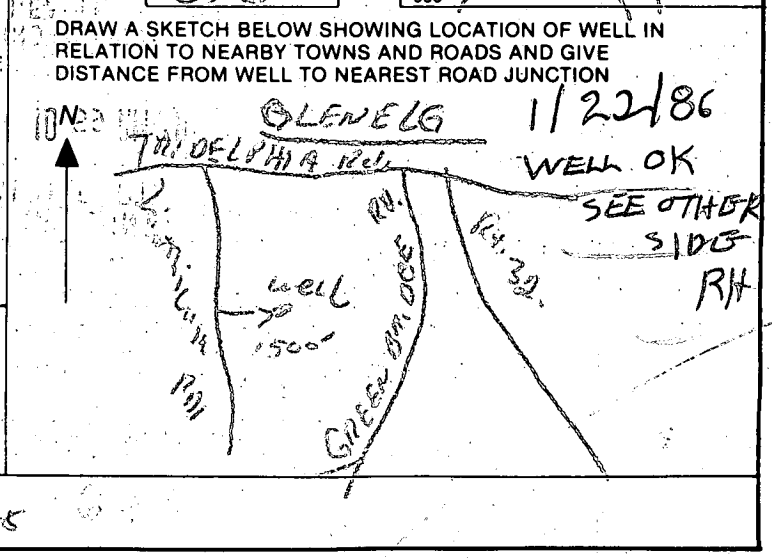 DRAW A SKETCH BELOW SHOWING LOCATION OF WELL IN
RELATION TO NEARBY TOWNS AND ROADS AND GIVE
DISTANCE FROM WELL TO NEAREST ROAD JUNCTION
N
GLENELG
1/22/86
TRIDELPHIA Rd.
WELL OK
SEE OTHER
SIDE
RH
RD.
GREEN BRIDGE
Rt. 32.
well
1500'